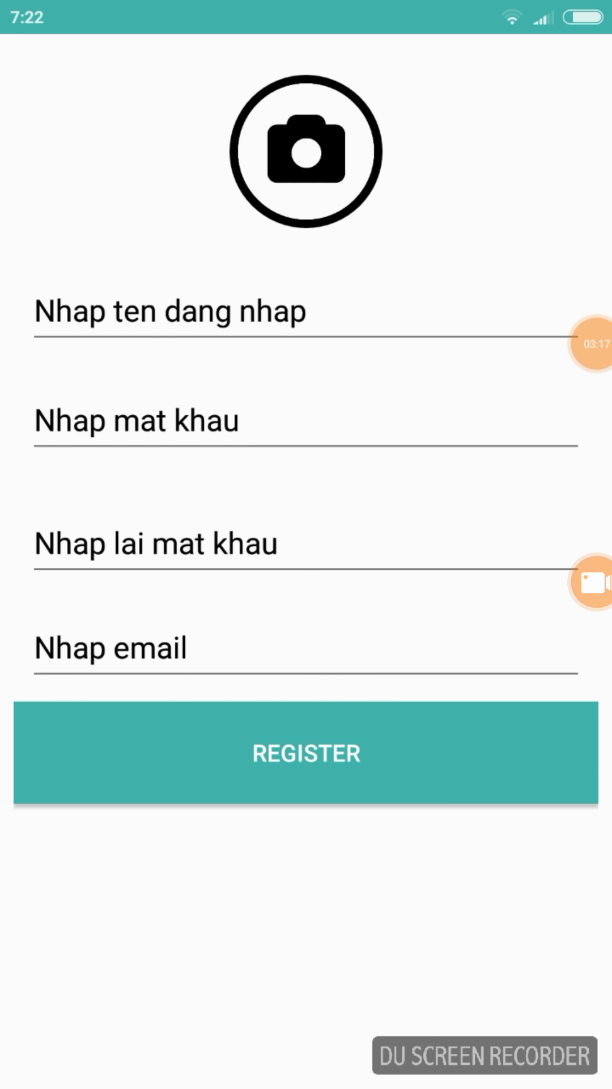 7:22
Nhap ten dang nhap
03:17
Nhap mat khau
Nhap lai mat khau
Nhap email
REGISTER
DU SCREEN RECORDER